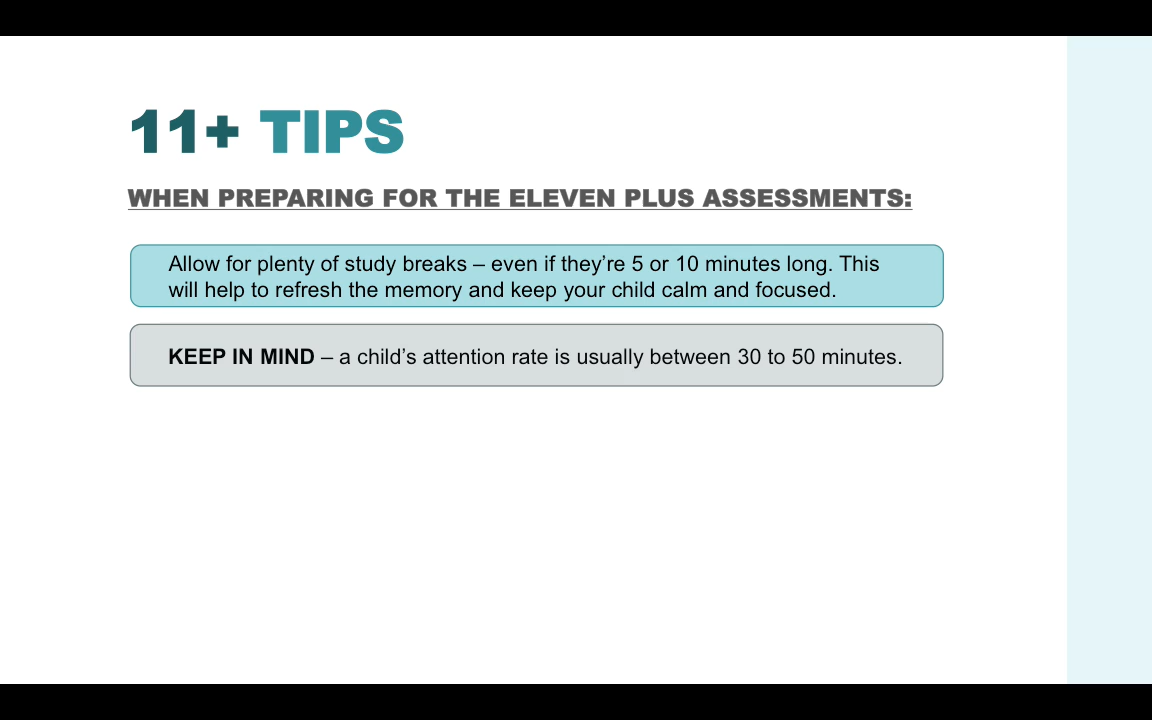 11+ TIPS
WHEN PREPARING FOR THE ELEVEN PLUS ASSESSMENTS:
Allow for plenty of study breaks – even if they’re 5 or 10 minutes long. This
will help to refresh the memory and keep your child calm and focused.
KEEP IN MIND – a child’s attention rate is usually between 30 to 50 minutes.